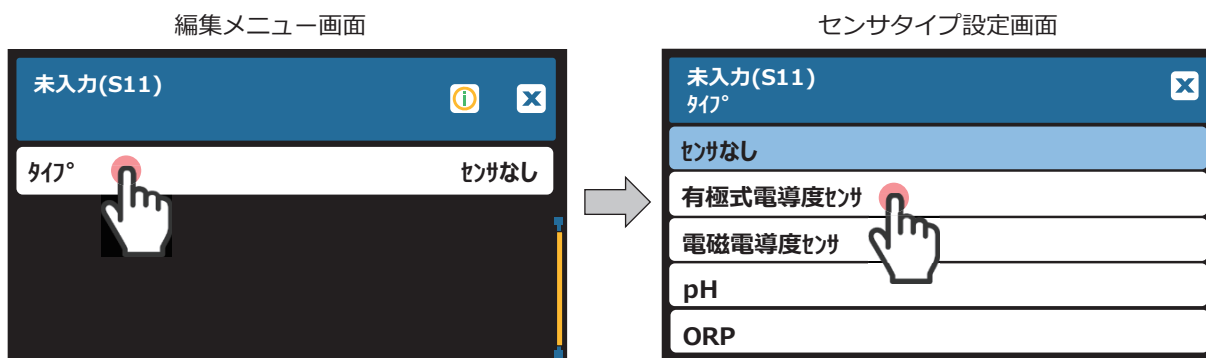 編集メニュー画面
未入力(S11)
ﾀｲﾌﾟ
ｾﾝｻなし
センサタイプ設定画面
未入力(S11)
ﾀｲﾌﾟ
ｾﾝｻなし
有極式電導度ｾﾝｻ
電磁電導度ｾﾝｻ
pH
ORP